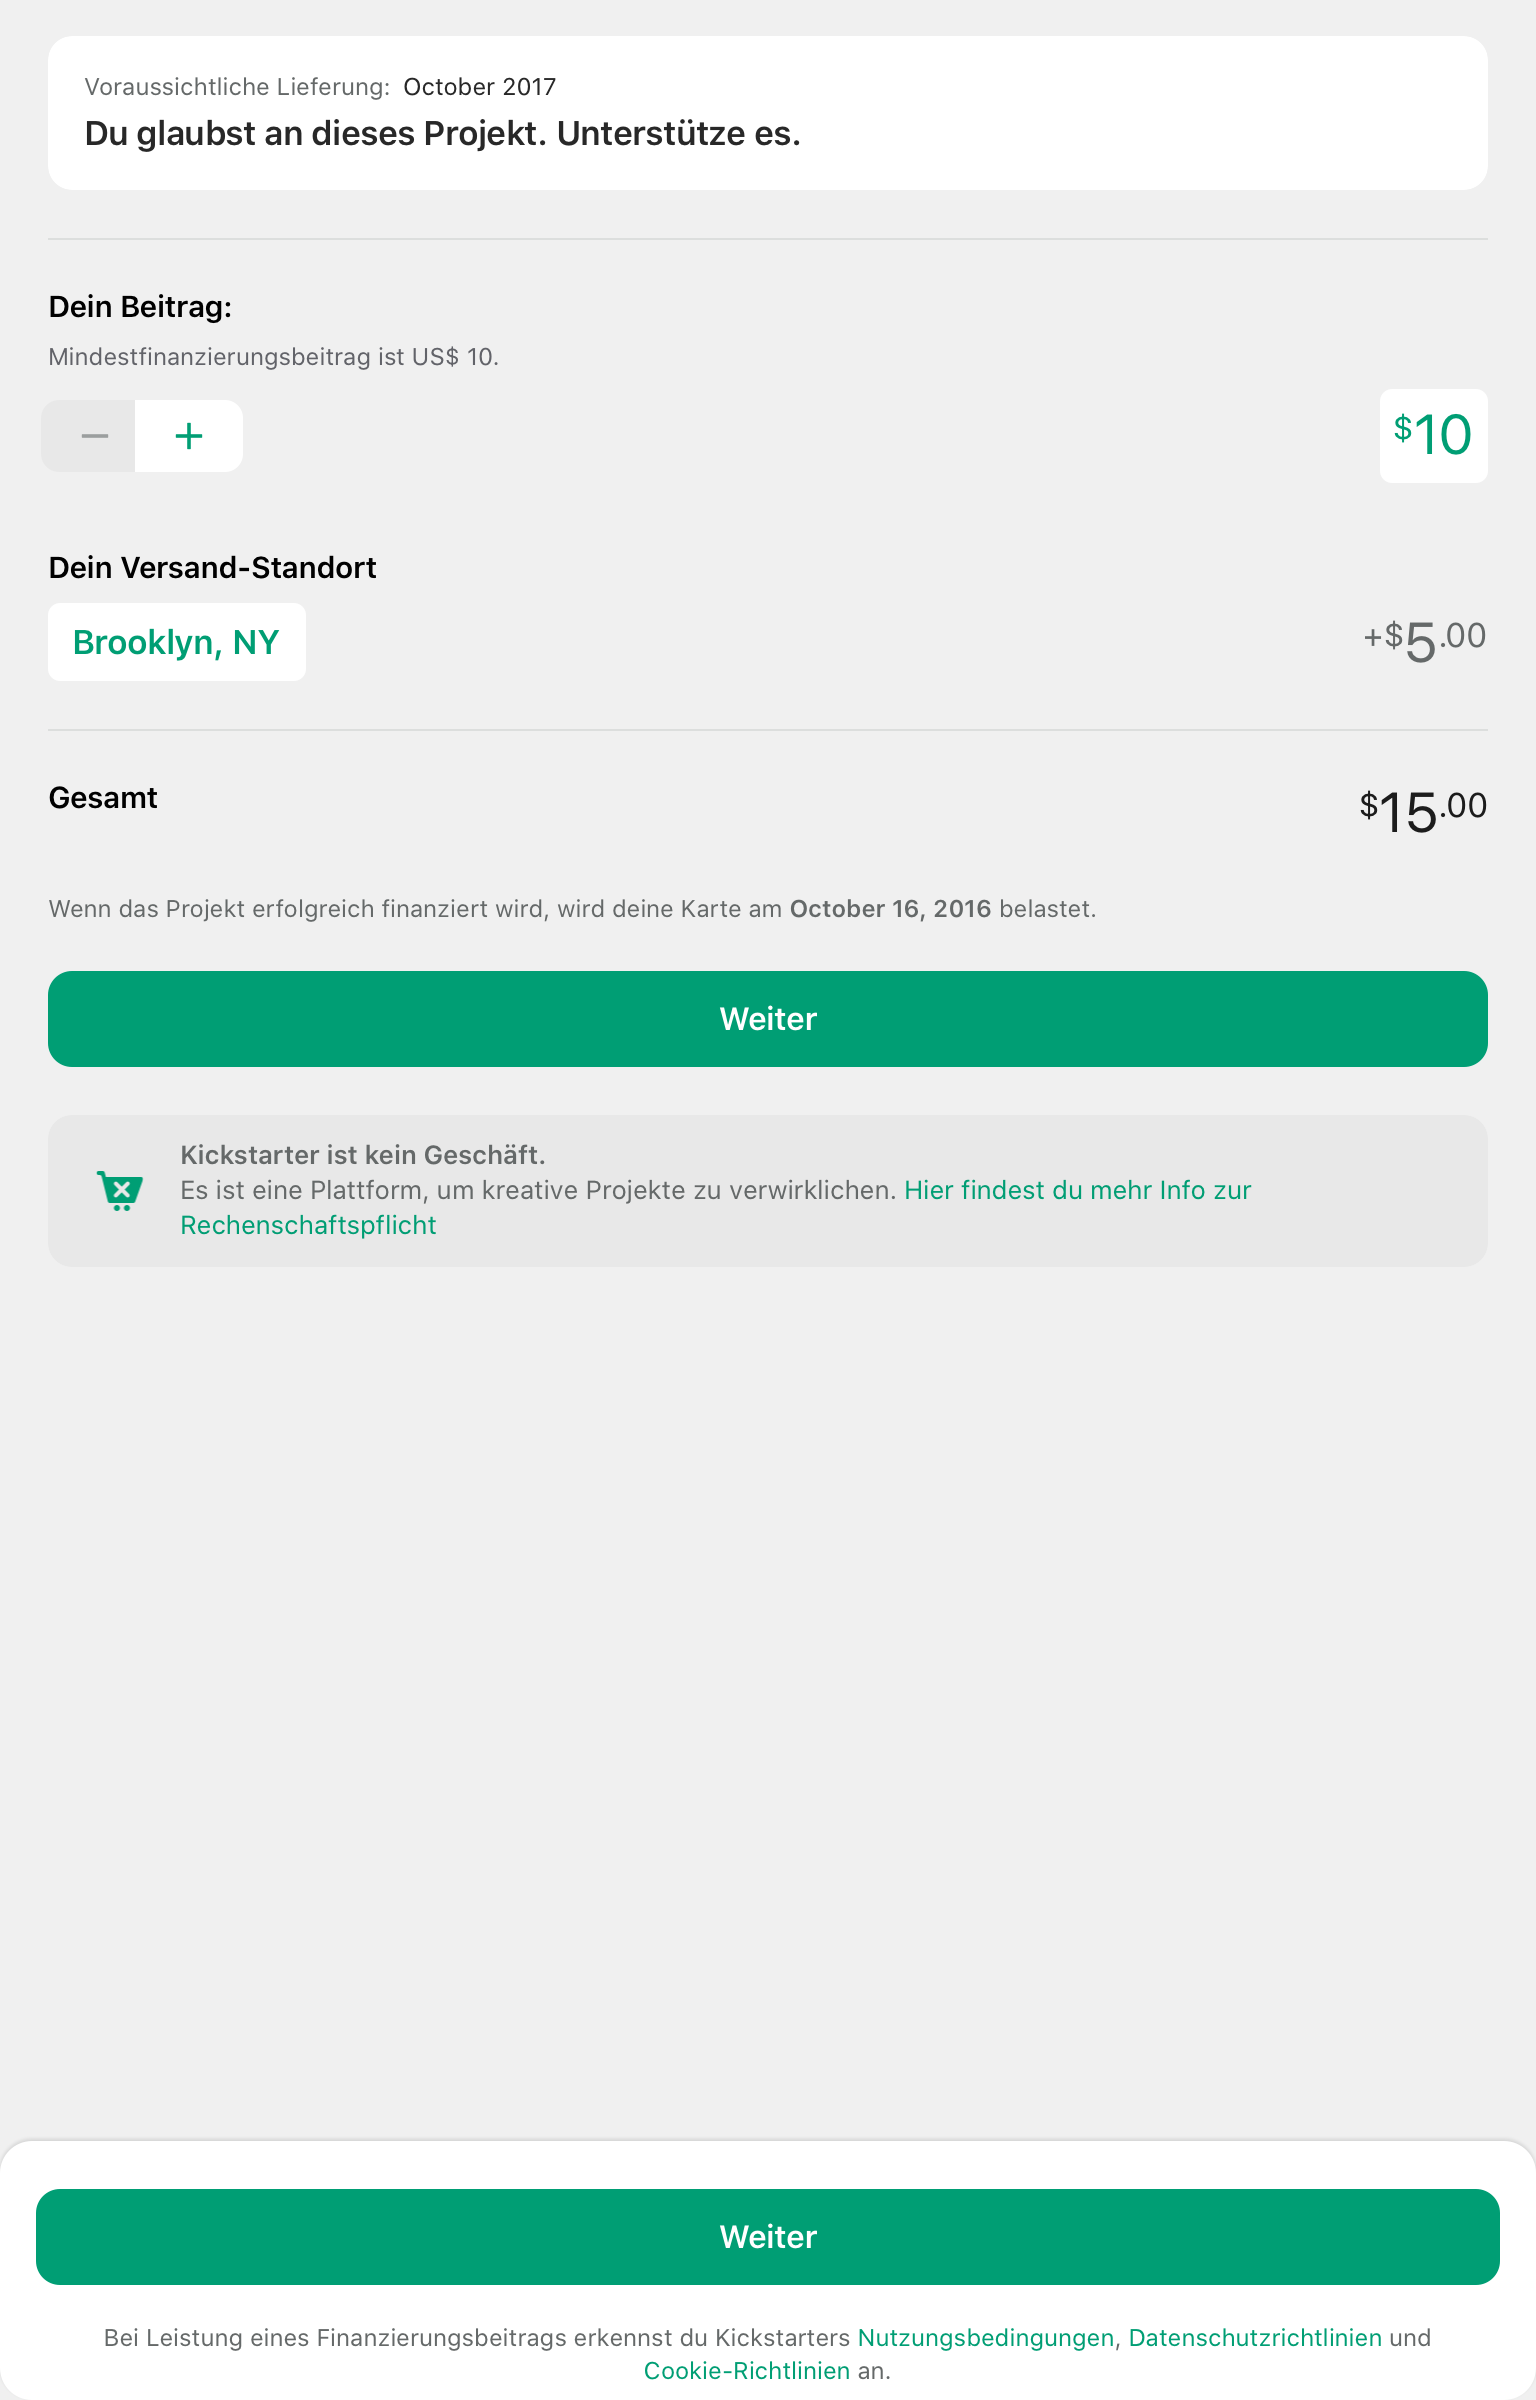 Voraussichtliche Lieferung: October 2017
Du glaubst an dieses Projekt. Unterstütze es.
Dein Beitrag:
Mindestfinanzierungsbeitrag ist US$ 10.
− +
$10
Dein Versand-Standort
Brooklyn, NY
+$5.00
Gesamt
$15.00
Wenn das Projekt erfolgreich finanziert wird, wird deine Karte am October 16, 2016 belastet.
Weiter
Kickstarter ist kein Geschäft.
Es ist eine Plattform, um kreative Projekte zu verwirklichen. Hier findest du mehr Info zur
Rechenschaftspflicht
Weiter
Bei Leistung eines Finanzierungsbeitrags erkennst du Kickstarters Nutzungsbedingungen, Datenschutzrichtlinien und
Cookie-Richtlinien an.